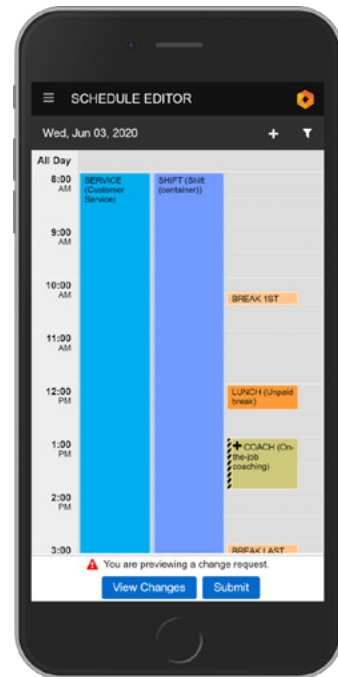 SCHEDULE EDITOR
Wed, Jun 03, 2020
All Day
8:00
AM
SERVICE
(Customer
Service)
SHIFT (Shift
(container))
9:00
AM
10:00
AM
BREAK 1ST
11:00
AM
12:00
PM
LUNCH (Unpaid
break)
1:00
PM
COACH (On-
the-job
coaching)
2:00
PM
3:00
BREAK LAST
You are previewing a change request.
View Changes
Submit